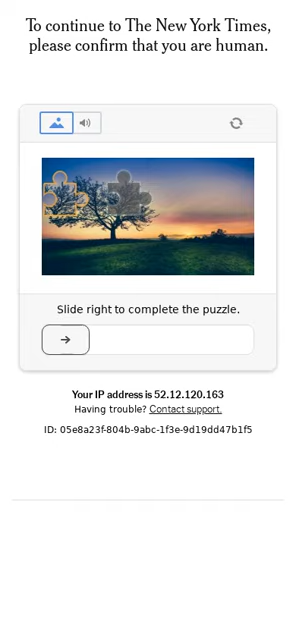 To continue to The New York Times,
please confirm that you are human.
Slide right to complete the puzzle.
Your IP address is 52.12.120.163
Having trouble? Contact support.
ID: 05e8a23f-804b-9abc-1f3e-9d19dd47b1f5